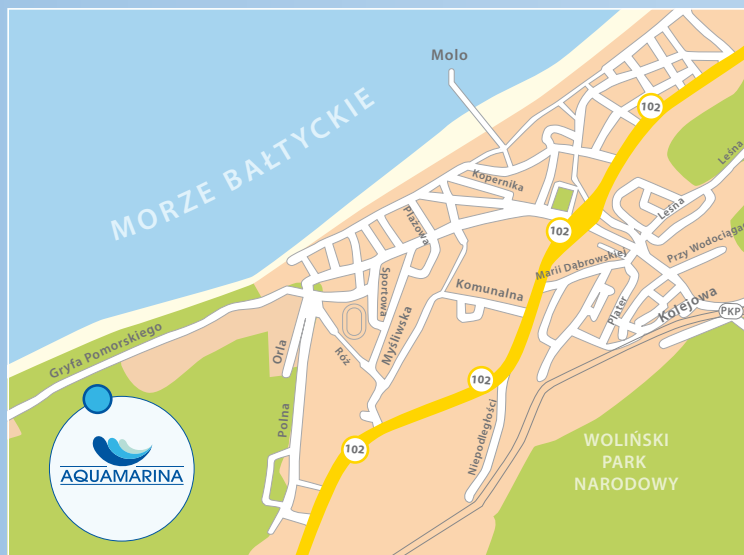 Molo
102
MORZE BAŁTYCKIE
Leśna
Kopernika
Leśna
Plażowa
102
Przy Wodociągac
Marii Dąbrowskiej
Sportowa
Komunalna
Plater
Kolejowa
PKP
Myśliwska
Gryfa Pomorskiego
Orla
Róż
102
Polna
Niepodległości
102
WOLIŃSKI
PARK
NARODOWY
AQUAMARINA